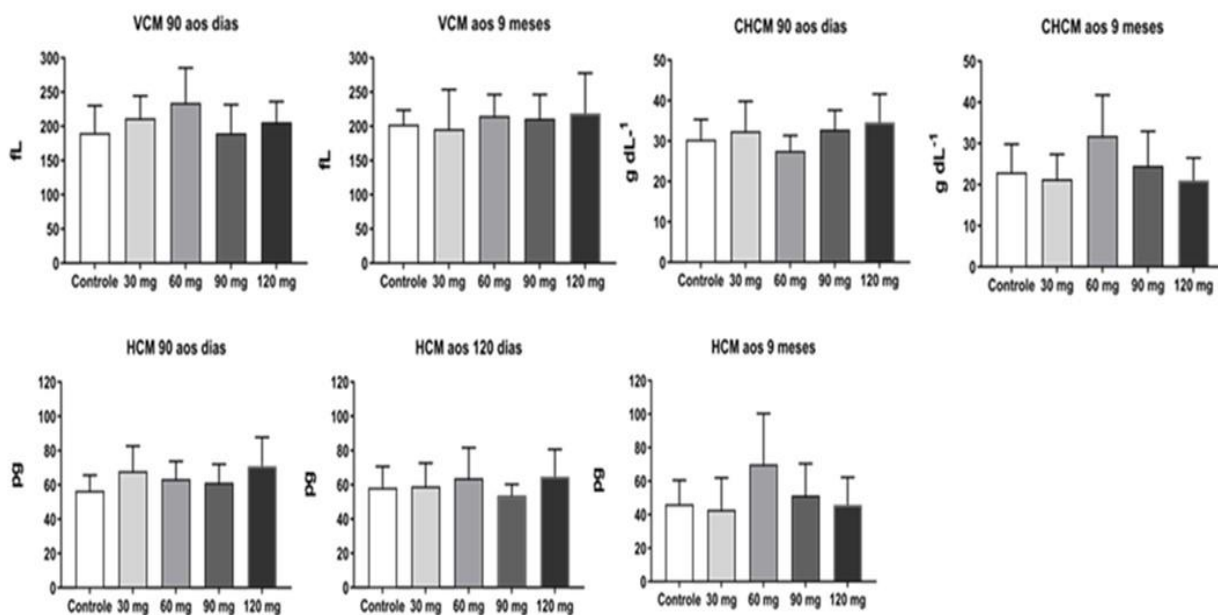 VCM 90 aos dias
300
250
200
150
100
50
0
fL
Controle 30 mg 60 mg 90 mg 120 mg
VCM aos 9 meses
300
250
200
150
100
50
0
fL
Controle 30 mg 60 mg 90 mg 120 mg
CHCM 90 aos dias
50
40
30
20
10
0
g dL-1
Controle 30 mg 60 mg 90 mg 120 mg
CHCM aos 9 meses
50
40
30
20
10
0
g dL-1
Controle 30 mg 60 mg 90 mg 120 mg
HCM 90 aos dias
120
100
80
60
40
20
0
pg
Controle 30 mg 60 mg 90 mg 120 mg
HCM aos 120 dias
120
100
80
60
40
20
0
pg
Controle 30 mg 60 mg 90 mg 120 mg
HCM aos 9 meses
120
100
80
60
40
20
0
pg
Controle 30 mg 60 mg 90 mg 120 mg